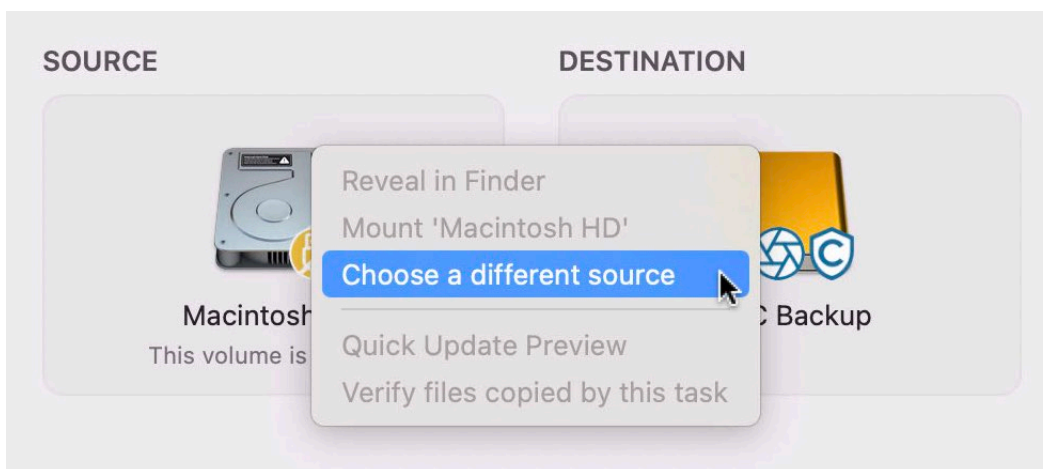 SOURCE
DESTINATION
Reveal in Finder
Mount 'Macintosh HD'
Choose a different source
Quick Update Preview
Verify files copied by this task
Macintosh
Backup
This volume is